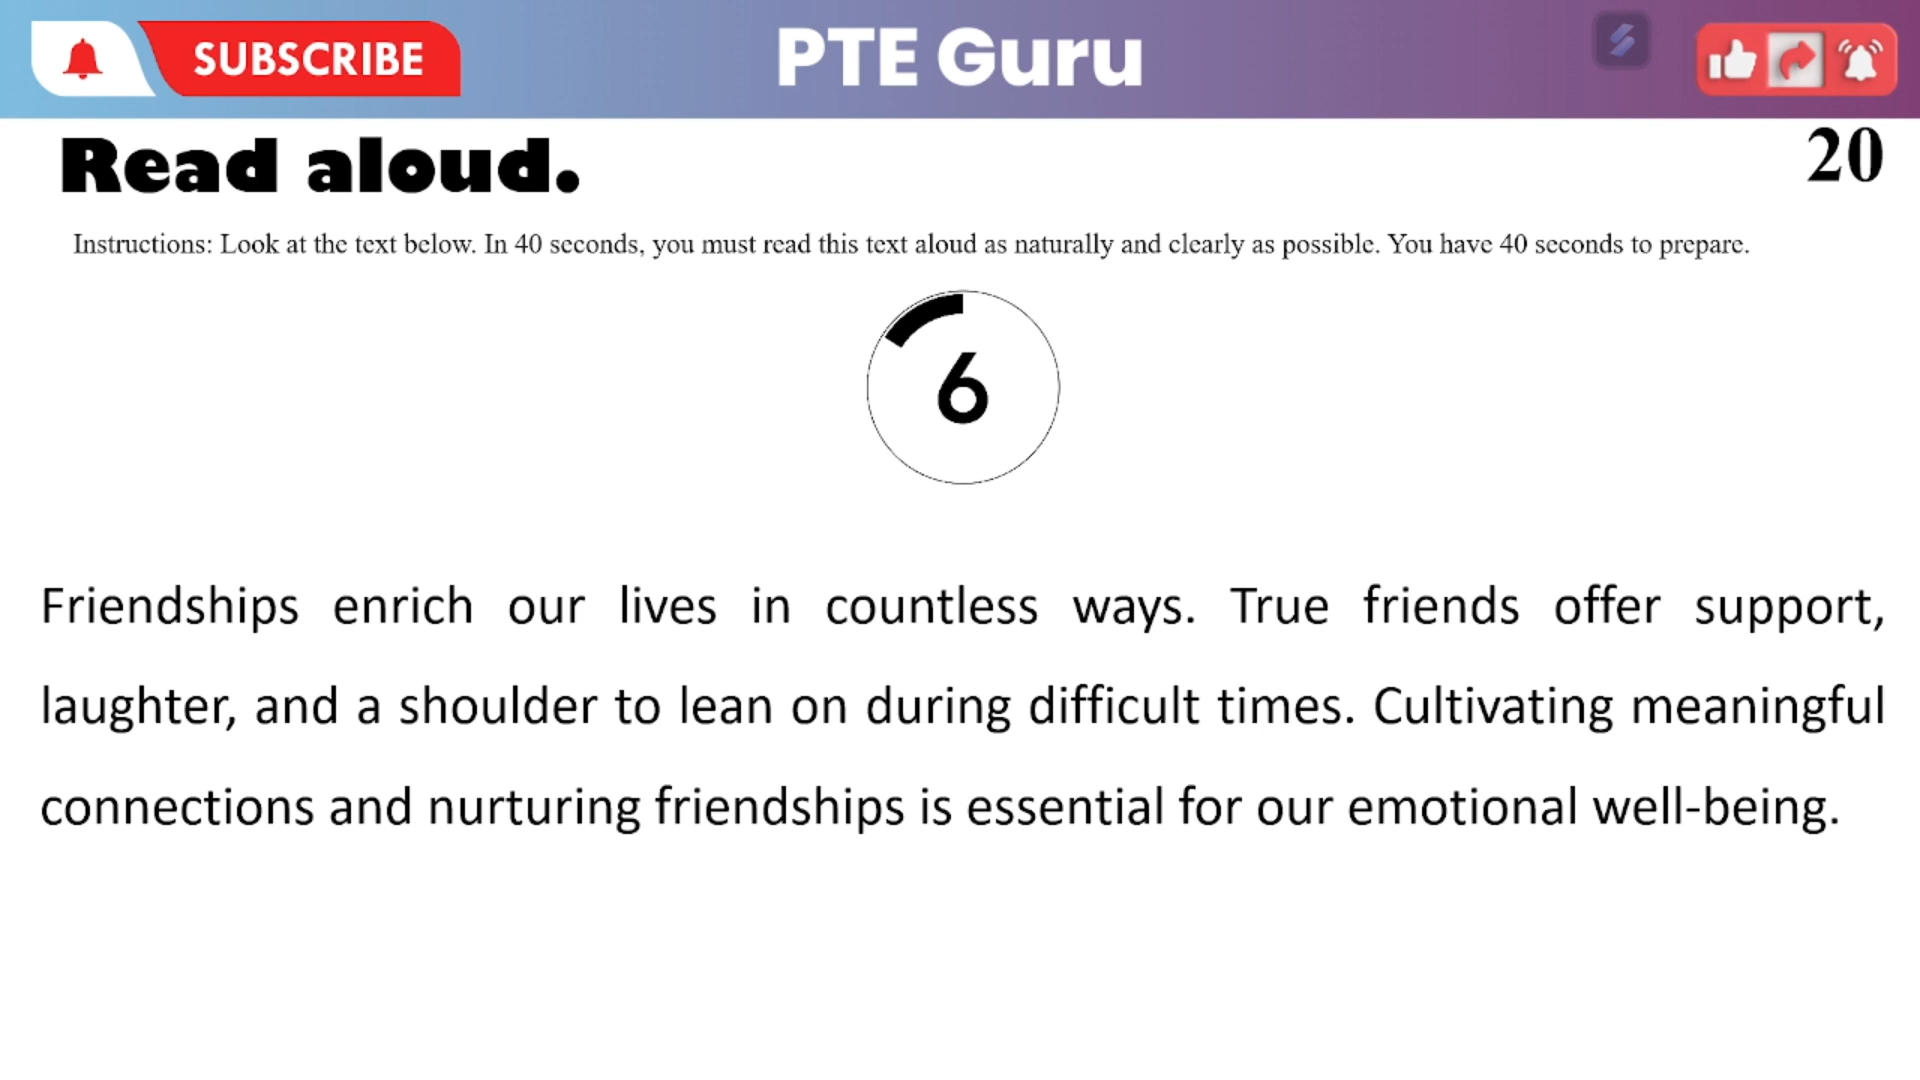 SUBSCRIBE
PTE Guru
Read aloud.
20
Instructions: Look at the text below. In 40 seconds, you must read this text aloud as naturally and clearly as possible. You have 40 seconds to prepare.
6
Friendships enrich our lives in countless ways. True friends offer support,
laughter, and a shoulder to lean on during difficult times. Cultivating meaningful
connections and nurturing friendships is essential for our emotional well-being.